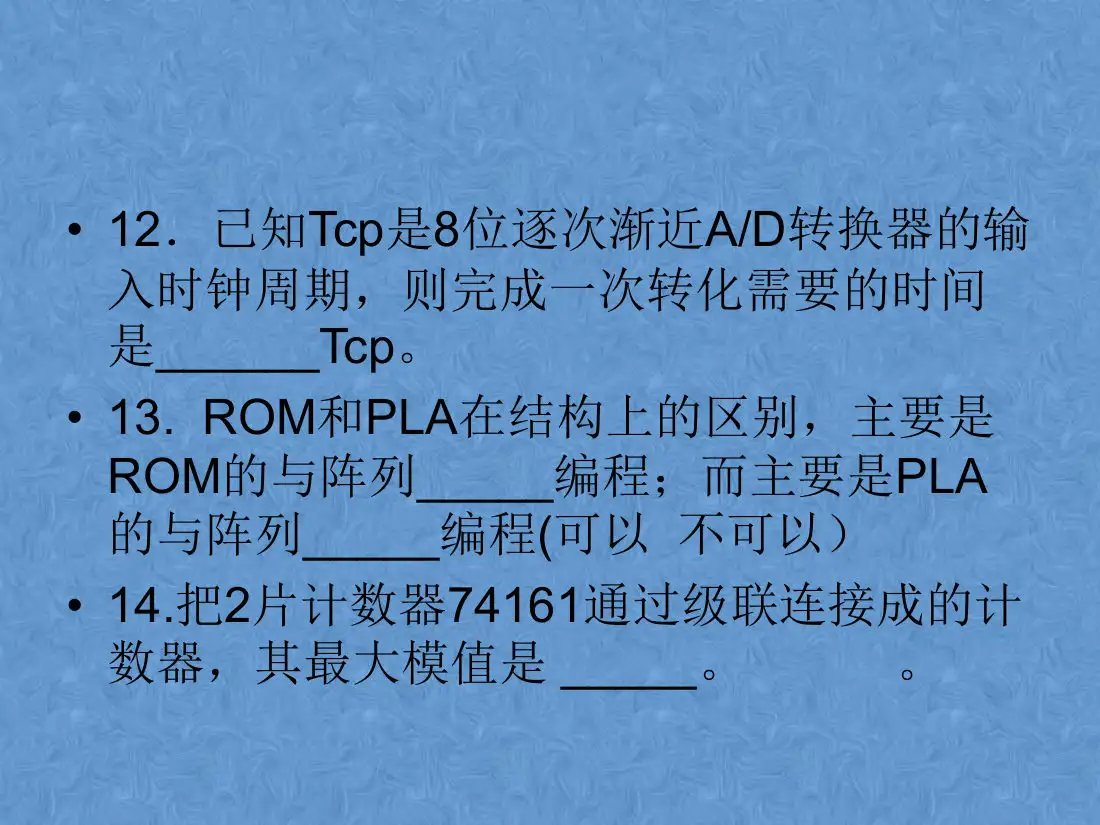 • 12．已知Tcp是8位逐次渐近A/D转换器的输
入时钟周期，则完成一次转化需要的时间
是______Tcp。
• 13. ROM和PLA在结构上的区别，主要是
ROM的与阵列_____编程；而主要是PLA
的与阵列_____编程(可以 不可以）
• 14.把2片计数器74161通过级联连接成的计
数器，其最大模值是 _____。 。